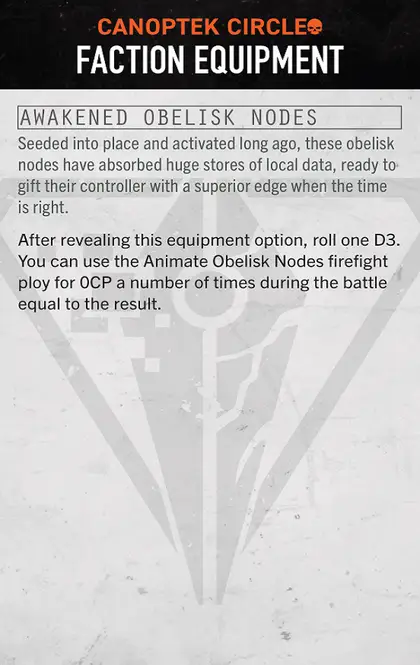 CANOPTEK CIRCLE
FACTION EQUIPMENT
AWAKENED OBELISK NODES
Seeded into place and activated long ago, these obelisk
nodes have absorbed huge stores of local data, ready to
gift their controller with a superior edge when the time
is right.
After revealing this equipment option, roll one D3.
You can use the Animate Obelisk Nodes firefight
ploy for 0CP a number of times during the battle
equal to the result.